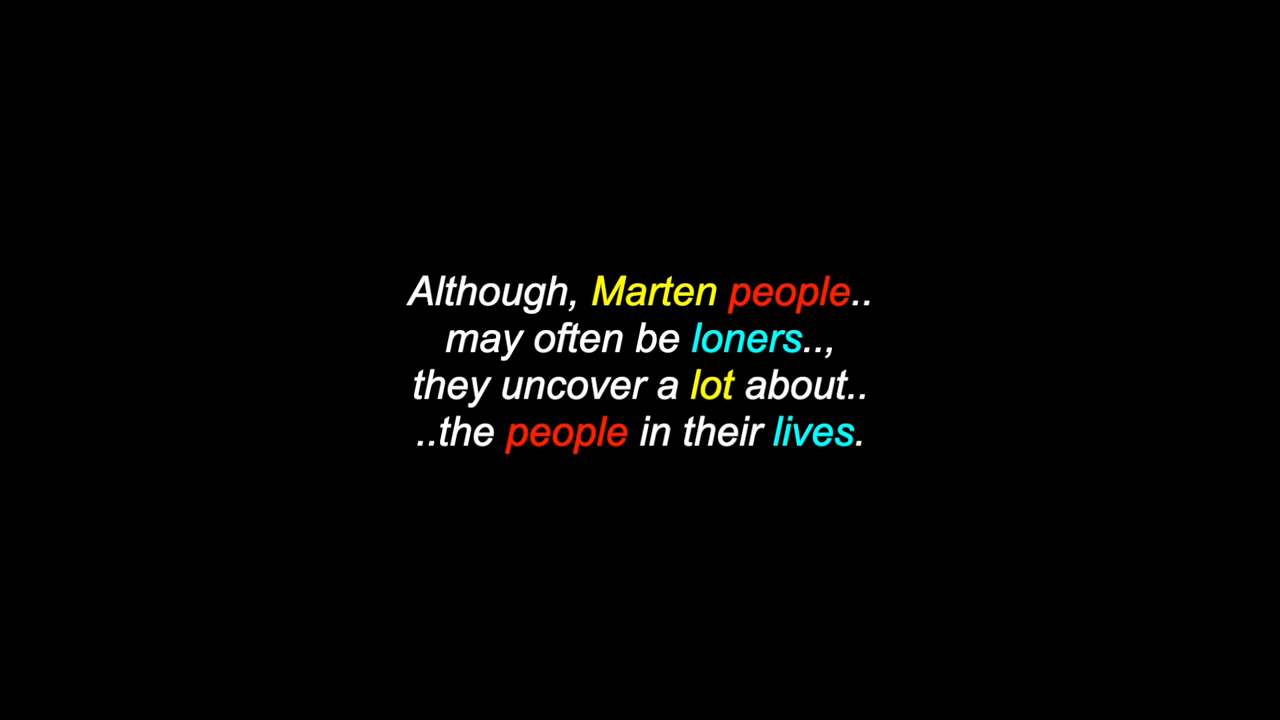 Although, Marten people..
may often be loners..,
they uncover a lot about..
..the people in their lives.